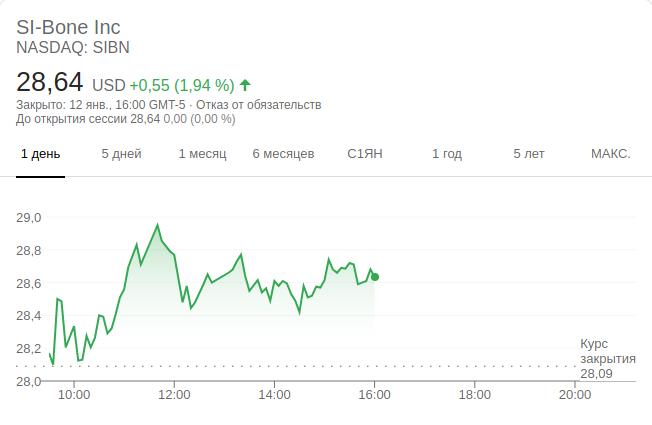 SI-Bone Inc
NASDAQ: SIBN
28,64 USD +0,55 (1,94 %)
Закрыто: 12 янв., 16:00 GMT-5 · Отказ от обязательств
До открытия сессии 28,64 0,00 (0,00 %)
1 день 5 дней 1 месяц 6 месяцев С1ЯН 1 год 5 лет МАКС.
29,0
28,8
28,6
28,4
28,2
28,0
Курс
закрытия
28,09
10:00 12:00 14:00 16:00 18:00 20:00